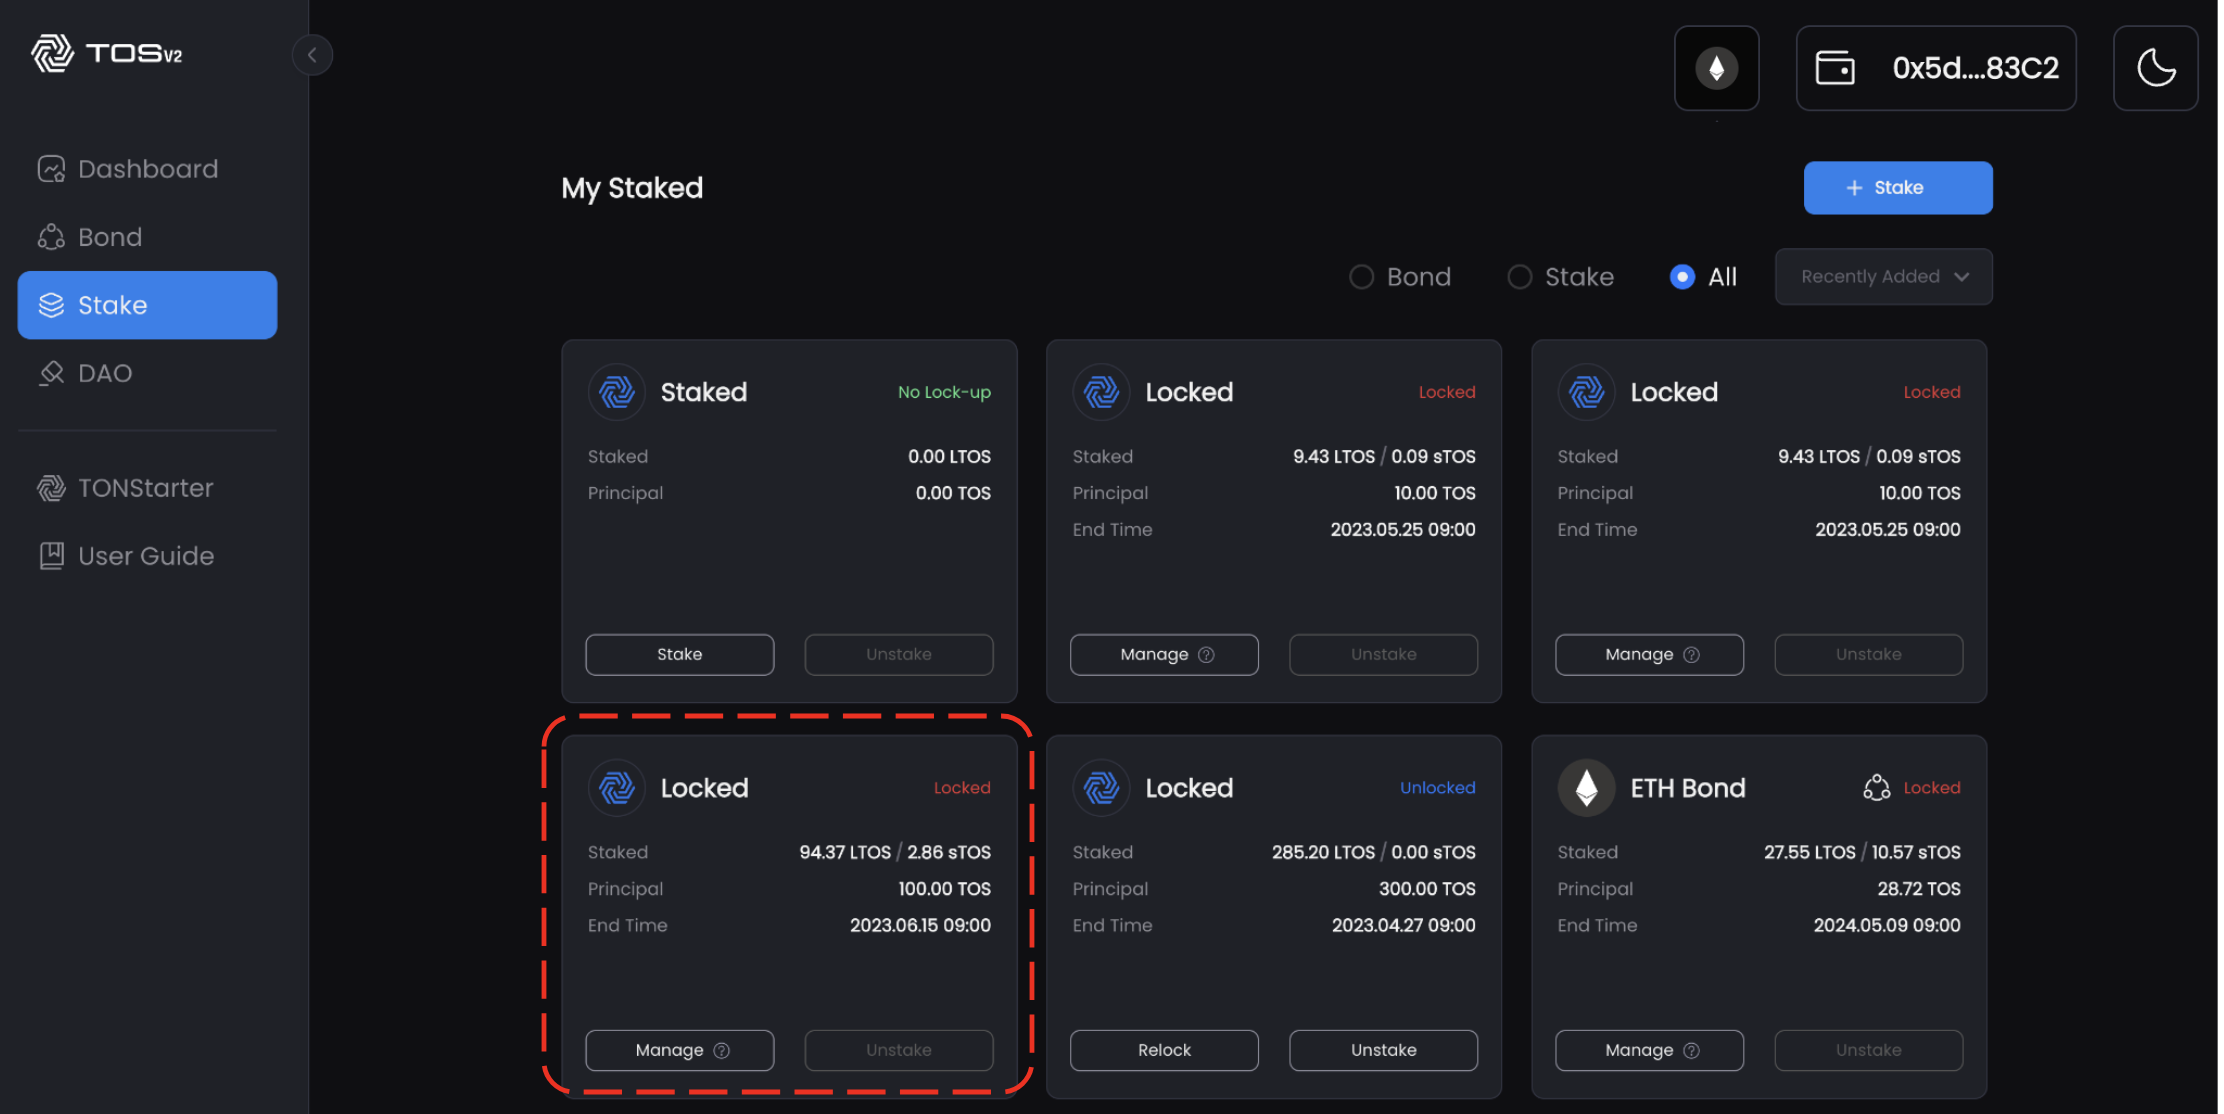 TOSV2
0x5d....83C2
Dashboard
Bond
Stake
DAO
TONStarter
User Guide
My Staked
+ Stake
Bond Stake All Recently Added
Staked No Lock-up
Staked 0.00 LTOS
Principal 0.00 TOS
Stake Unstake
Locked Locked
Staked 9.43 LTOS / 0.09 sTOS
Principal 10.00 TOS
End Time 2023.05.25 09:00
Manage ? Unstake
Locked Locked
Staked 9.43 LTOS / 0.09 sTOS
Principal 10.00 TOS
End Time 2023.05.25 09:00
Manage ? Unstake
Locked Locked
Staked 94.37 LTOS / 2.86 sTOS
Principal 100.00 TOS
End Time 2023.06.15 09:00
Manage ? Unstake
Locked Unlocked
Staked 285.20 LTOS / 0.00 sTOS
Principal 300.00 TOS
End Time 2023.04.27 09:00
Relock Unstake
ETH Bond Locked
Staked 27.55 LTOS / 10.57 sTOS
Principal 28.72 TOS
End Time 2024.05.09 09:00
Manage ? Unstake